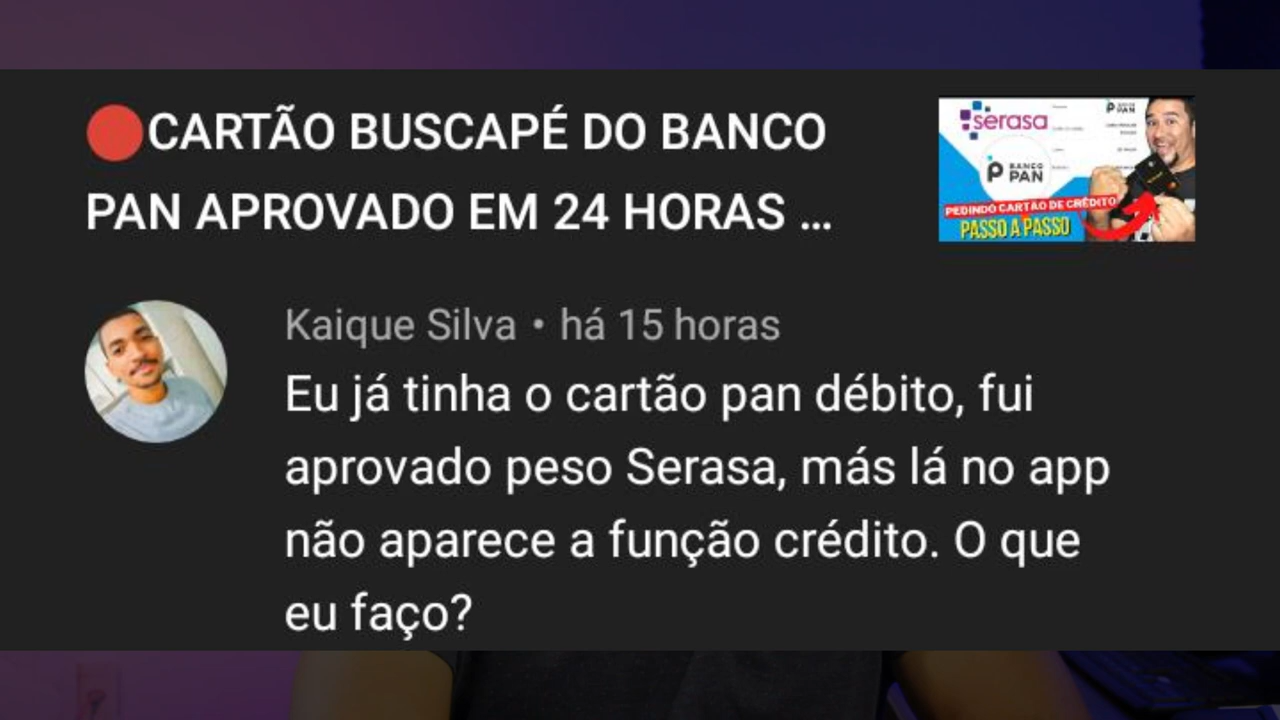 CARTÃO BUSCAPÉ DO BANCO
PAN APROVADO EM 24 HORAS ...
serasa
BANCO
PAN
BANCO
PAN
PEDINDO CARTÃO DE CRÉDITO
PASSO A PASSO
Kaique Silva • há 15 horas
Eu já tinha o cartão pan débito, fui
aprovado peso Serasa, más lá no app
não aparece a função crédito. O que
eu faço?